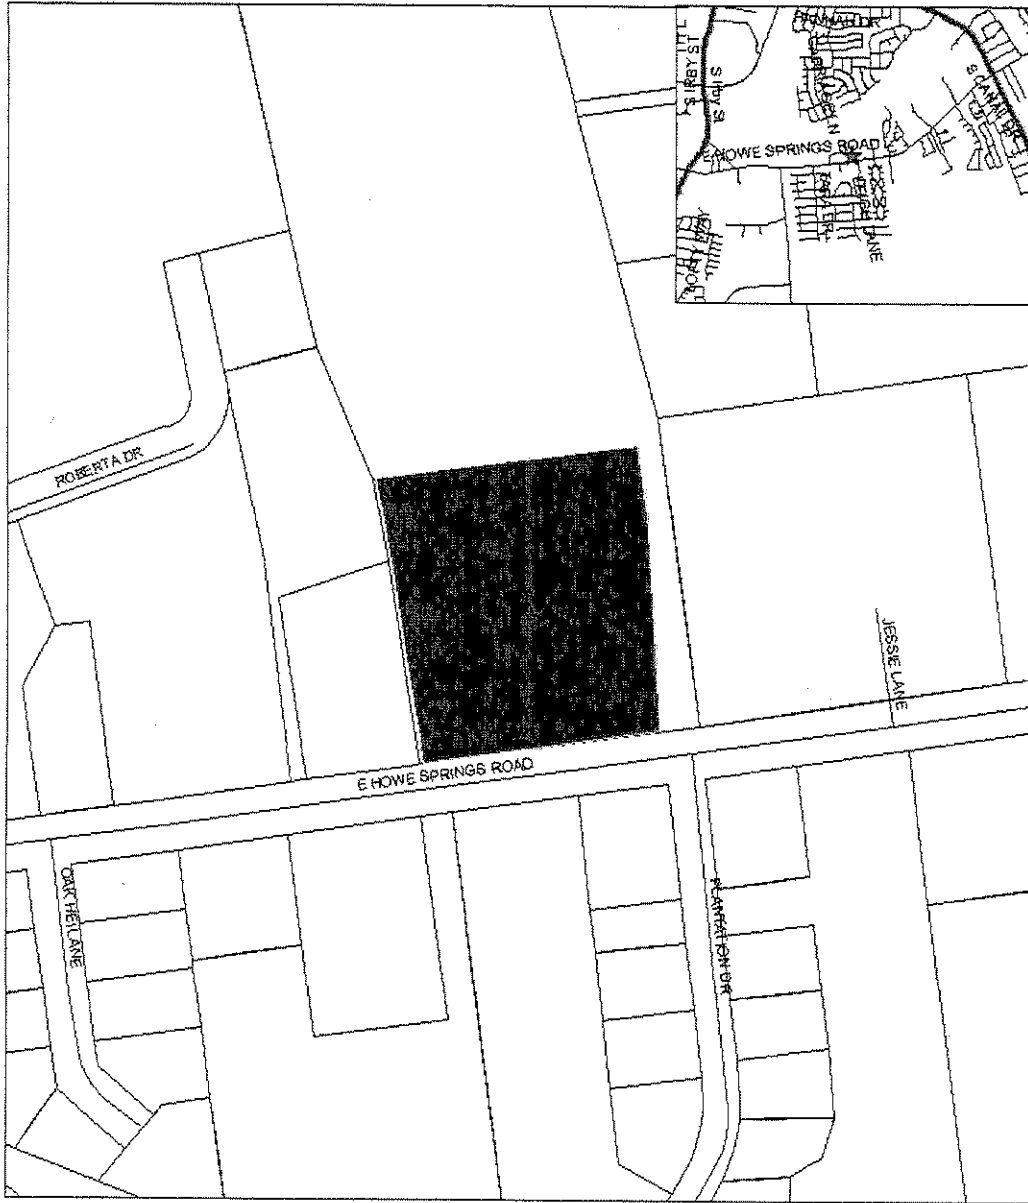 S IRBY ST
S IRBY ST
E HOWE SPRINGS ROAD
LANE
ROBERTA DR
JESSIE LANE
E HOWE SPRINGS ROAD
OAK HEI LANE
PLANTATION DR